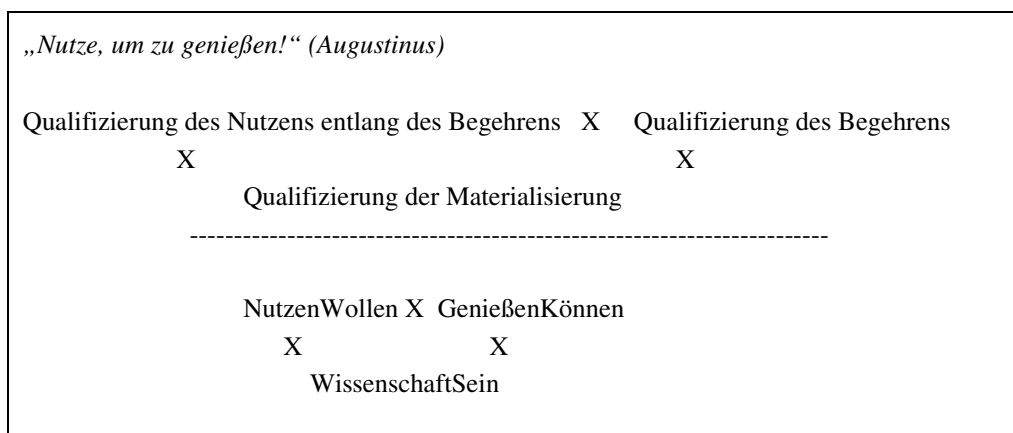 „Nutze, um zu genießen!“ (Augustinus)
Qualifizierung des Nutzens entlang des Begehrens X Qualifizierung des Begehrens
X X
Qualifizierung der Materialisierung
------------------------------------------------------------------------
NutzenWollen X GenießenKönnen
X X
WissenschaftSein